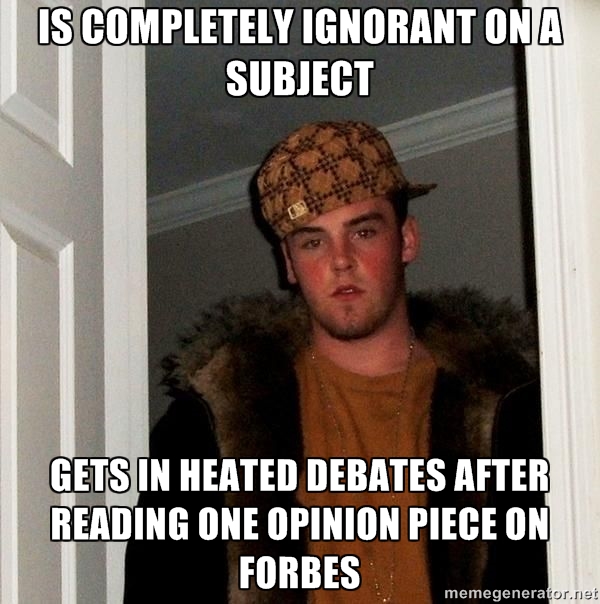 IS COMPLETELY IGNORANT ON A
SUBJECT
GETS IN HEATED DEBATES AFTER
READING ONE OPINION PIECE ON
FORBES
memegenerator.net